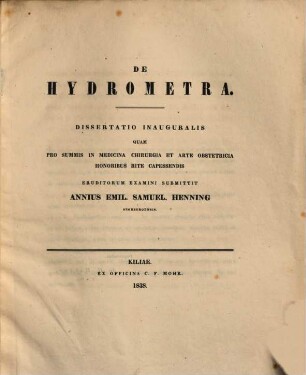 DE
HYDROMETRA.
DISSERTATIO INAUGURALIS
QUAM
PRO SUMMIS IN MEDICINA CHIRURGIA ET ARTE OBSTETRICIA
HONORIBUS RITE CAPESSENDIS
ERUDITORUM EXAMINI SUBMITTIT
ANNIUS EMIL. SAMUEL. HENNING
KILIAE.
EX OFFICINA C. F. MOHR.
1838.